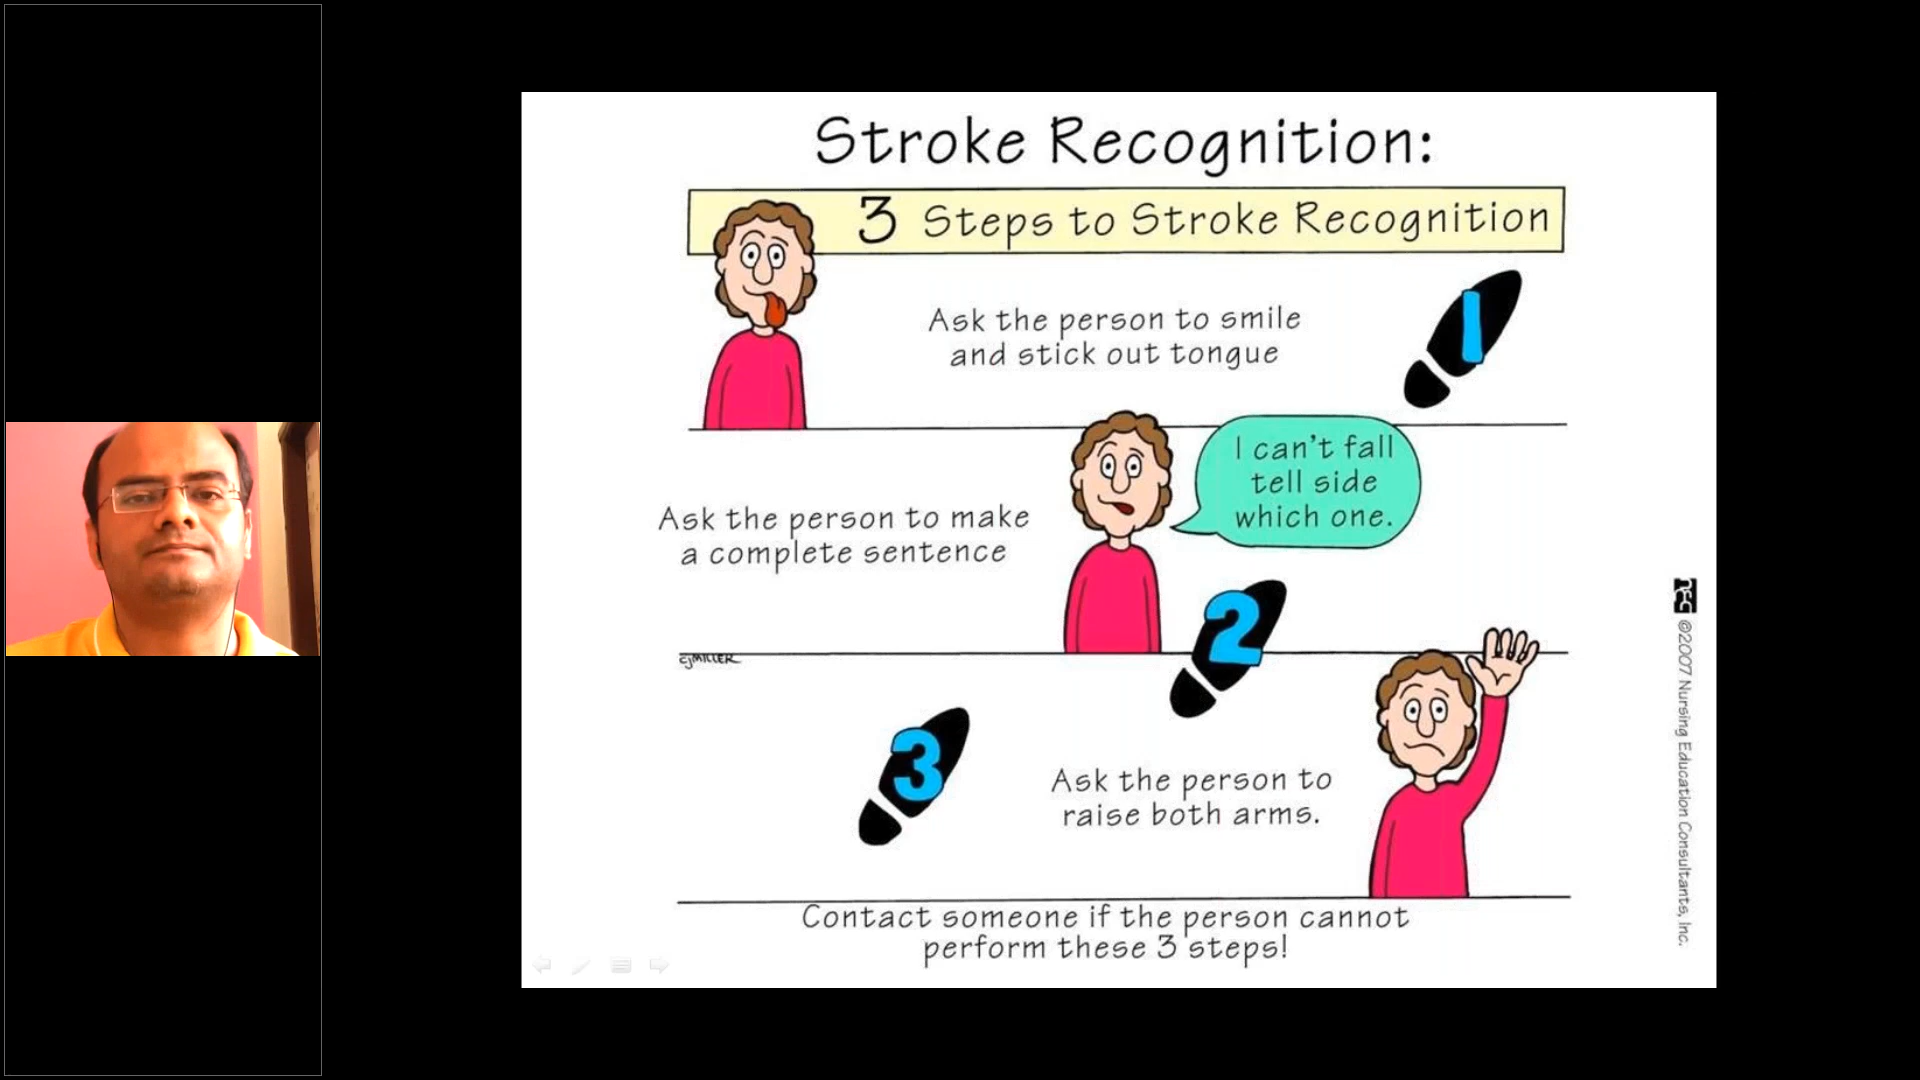 Stroke Recognition:
3 Steps to Stroke Recognition
Ask the person to smile
and stick out tongue
1
I can't fall
tell side
which one.
Ask the person to make
a complete sentence
2
CJMILLER
3
Ask the person to
raise both arms.
Contact someone if the person cannot
perform these 3 steps!
nec ©2007 Nursing Education Consultants, Inc.